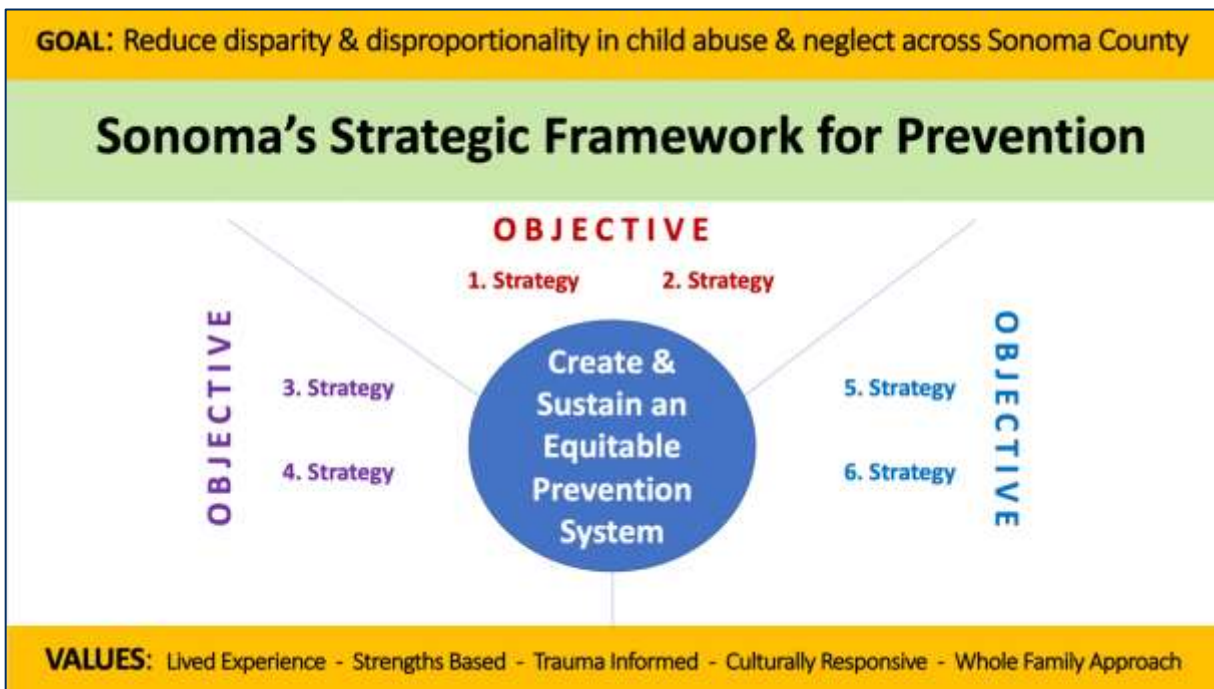 GOAL: Reduce disparity & disproportionality in child abuse & neglect across Sonoma County
Sonoma's Strategic Framework for Prevention
OBJECTIVE
1. Strategy
2. Strategy
OBJECTIVE
3. Strategy
4. Strategy
Create &
Sustain an
Equitable
Prevention
System
5. Strategy
6. Strategy
OBJECTIVE
VALUES: Lived Experience - Strengths Based - Trauma Informed - Culturally Responsive - Whole Family Approach